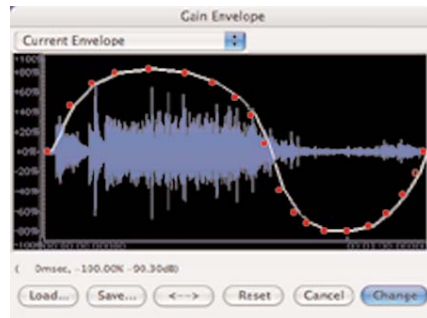 Gain Envelope
Current Envelope
+100%
+80%
+60%
+40%
+20%
+0%
-20%
-40%
-60%
-80%
-100%
( 0msec, -100.00% -90.30dB)
Load...
Save...
<-->
Reset
Cancel
Change